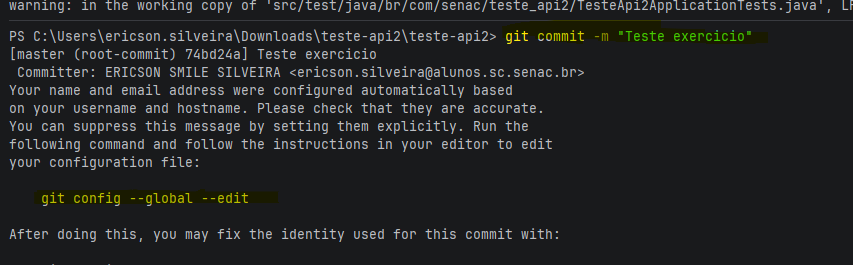 warning: in the working copy of 'src/test/java/br/com/senac/teste_api2/TesteApi2ApplicationTests.java',
PS C:\Users\ericson.silveira\Downloads\teste-api2\teste-api2> git commit -m "Teste exercicio"
[master (root-commit) 74bd24a] Teste exercicio
Committer: ERICSON SMILE SILVEIRA <ericson.silveira@alunos.sc.senac.br>
Your name and email address were configured automatically based
on your username and hostname. Please check that they are accurate.
You can suppress this message by setting them explicitly. Run the
following command and follow the instructions in your editor to edit
your configuration file:
git config --global --edit
After doing this, you may fix the identity used for this commit with: